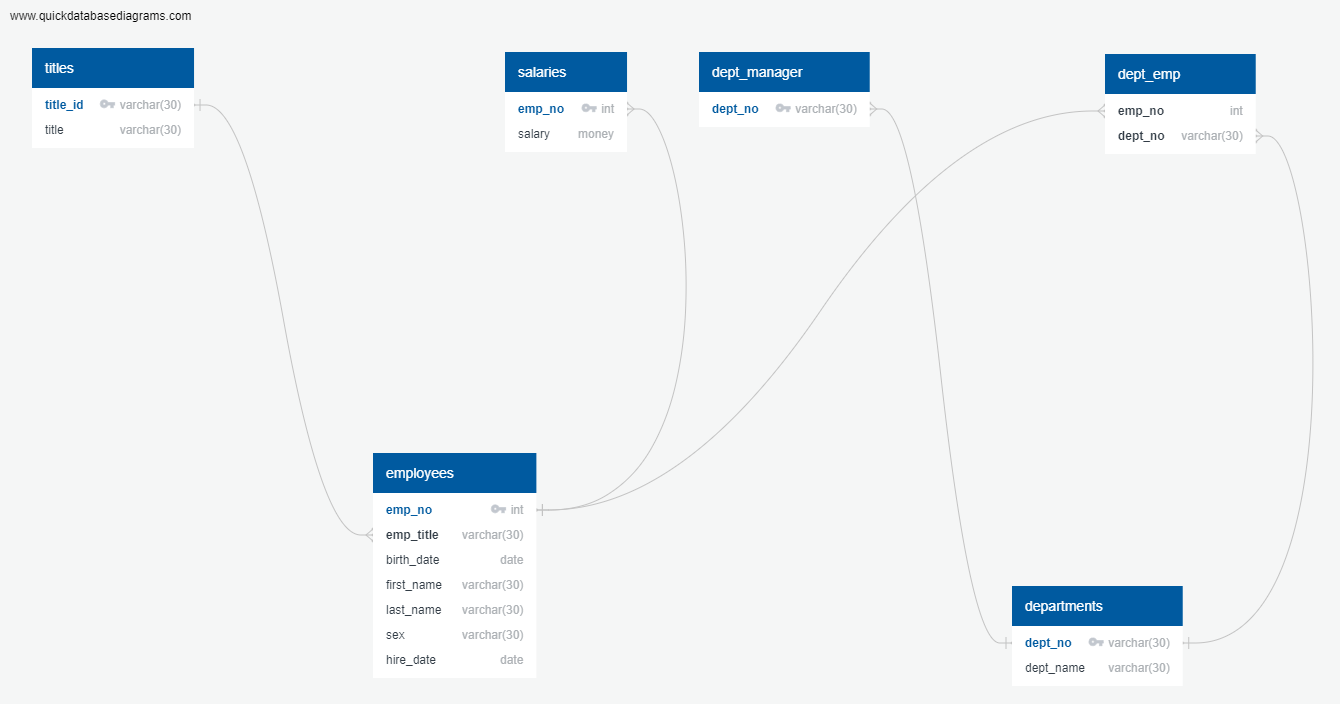 www.quickdatabasediagrams.com
titles
title_id varchar(30)
title varchar(30)
salaries
emp_no int
salary money
dept_manager
dept_no varchar(30)
dept_emp
emp_no int
dept_no varchar(30)
employees
emp_no int
emp_title varchar(30)
birth_date date
first_name varchar(30)
last_name varchar(30)
sex varchar(30)
hire_date date
departments
dept_no varchar(30)
dept_name varchar(30)